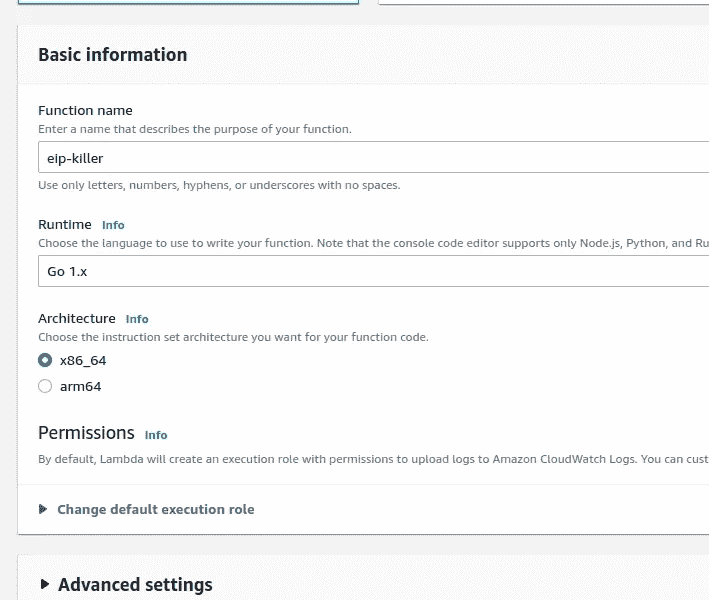 Basic information
Function name
Enter a name that describes the purpose of your function.
eip-killer
Use only letters, numbers, hyphens, or underscores with no spaces.
Runtime Info
Choose the language to use to write your function. Note that the console code editor supports only Node.js, Python, and Ru
Go 1.x
Architecture Info
Choose the instruction set architecture you want for your function code.
x86_64
arm64
Permissions Info
By default, Lambda will create an execution role with permissions to upload logs to Amazon CloudWatch Logs. You can cust
Change default execution role
Advanced settings